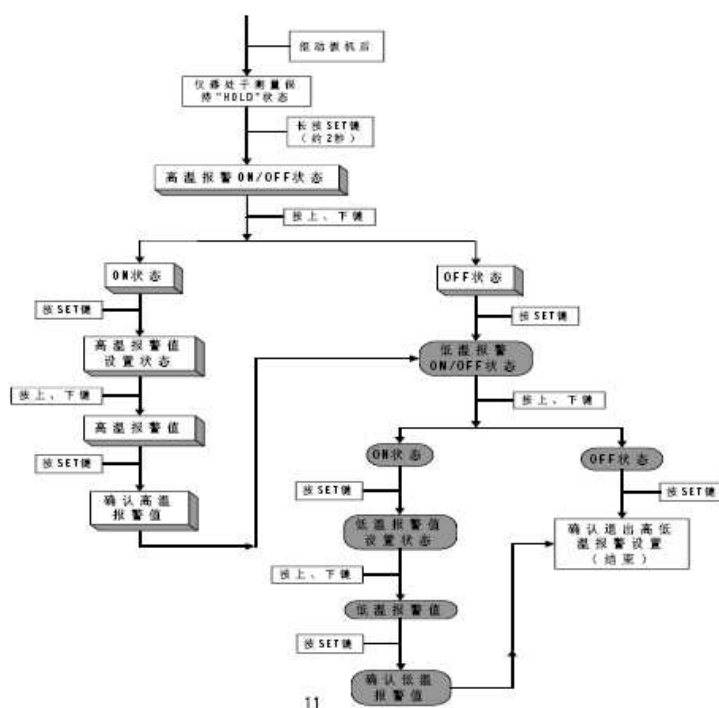 扳动扳机后
仪器处于测量保
持"HOLD"状态
长按SET键
(约2秒)
高温报警ON/OFF状态
按上、下键
ON状态
OFF状态
按SET键
按SET键
高温报警值
设置状态
低温报警
ON/OFF状态
按上、下键
按上、下键
高温报警值
ON状态
OFF状态
按SET键
按SET键
按SET键
确认高温
报警值
低温报警值
设置状态
确认退出高低
温报警设置
(结束)
按上、下键
低温报警值
按SET键
确认低温
报警值
11